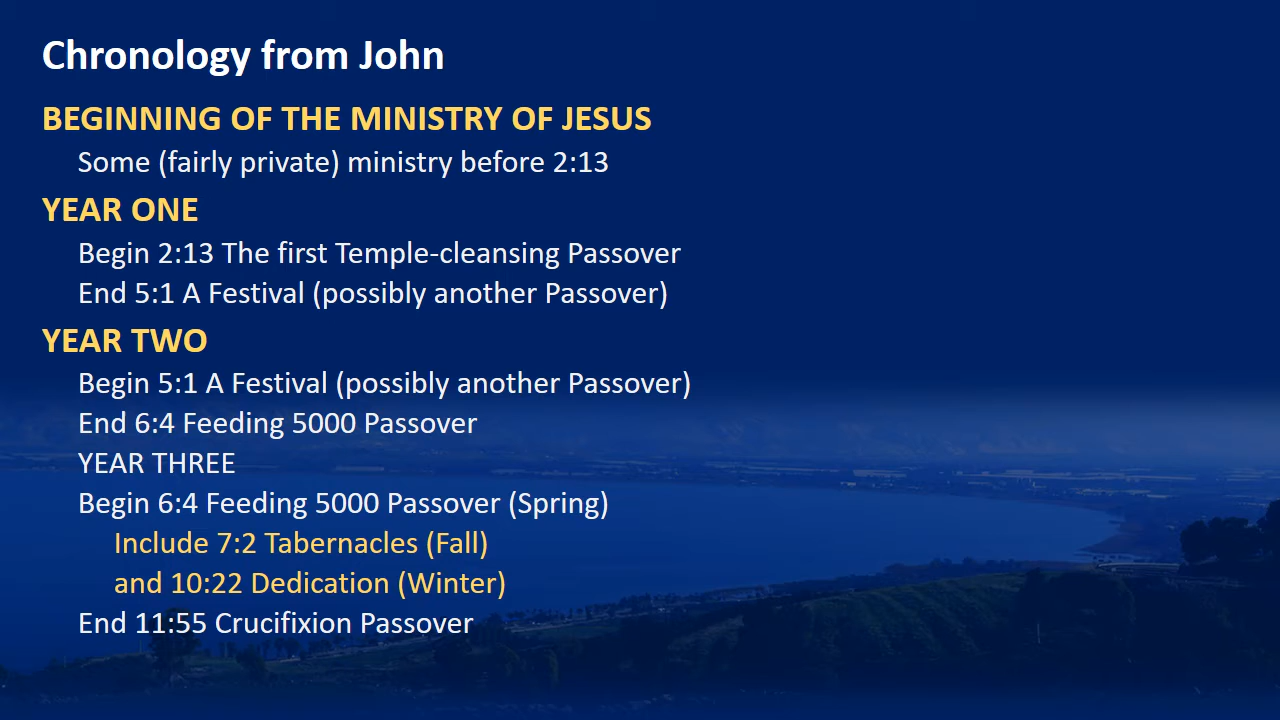 Chronology from John
BEGINNING OF THE MINISTRY OF JESUS
Some (fairly private) ministry before 2:13
YEAR ONE
Begin 2:13 The first Temple-cleansing Passover
End 5:1 A Festival (possibly another Passover)
YEAR TWO
Begin 5:1 A Festival (possibly another Passover)
End 6:4 Feeding 5000 Passover
YEAR THREE
Begin 6:4 Feeding 5000 Passover (Spring)
Include 7:2 Tabernacles (Fall)
and 10:22 Dedication (Winter)
End 11:55 Crucifixion Passover